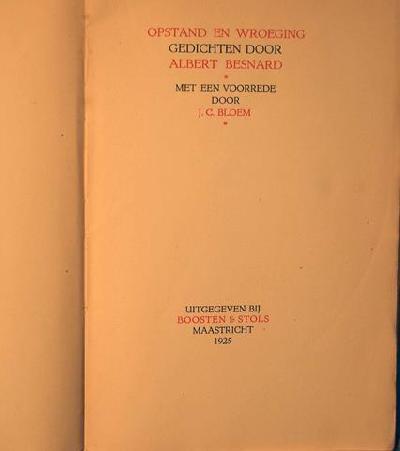 OPSTAND EN WROEGING
GEDICHTEN DOOR
ALBERT BESNARD
*
MET EEN VOORREDE
DOOR
J. C. BLOEM
*
UITGEGEVEN BIJ
BOOSTEN & STOLS
MAASTRICHT
1925